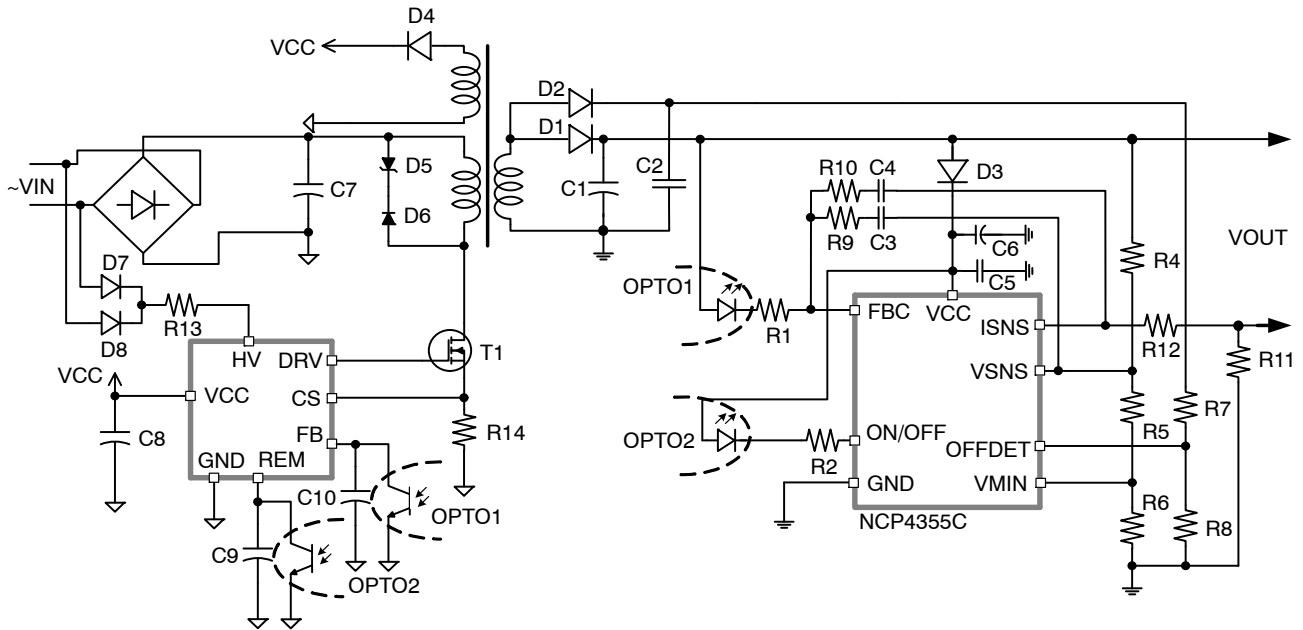 D4
VCC
D2
D1
D5
D6
C7
C1
C2
~VIN
R10 C4
R9 C3
D3
C6
C5
R4
VOUT
D7
D8
R13
OPTO1
R1
FBC
VCC
ISNS
R12
R11
VSNS
HV
DRV
T1
VCC
VCC
CS
FB
R14
C8
GND REM
OPTO2
R2
ON/OFF
R5
R7
OFFDET
GND
VMIN
NCP4355C
R6
R8
C10
OPTO1
C9
OPTO2